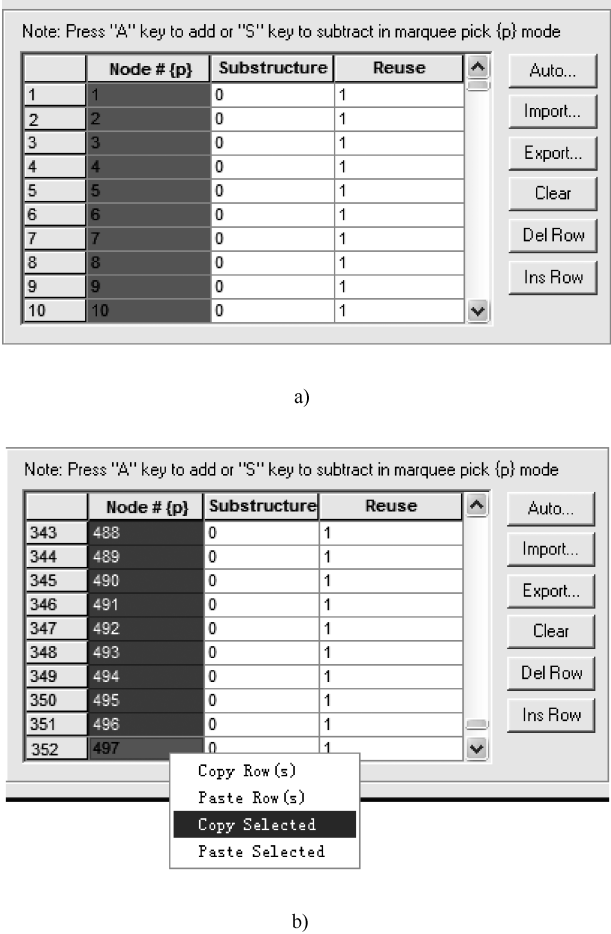 Note: Press "A" key to add or "S" key to subtract in marquee pick {p} mode
Node # {p} Substructure Reuse
1 1 0 1
2 2 0 1
3 3 0 1
4 4 0 1
5 5 0 1
6 6 0 1
7 7 0 1
8 8 0 1
9 9 0 1
10 10 0 1
Auto...
Import...
Export...
Clear
Del Row
Ins Row
a)
Note: Press "A" key to add or "S" key to subtract in marquee pick {p} mode
Node # {p} Substructure Reuse
343 488 0 1
344 489 0 1
345 490 0 1
346 491 0 1
347 492 0 1
348 493 0 1
349 494 0 1
350 495 0 1
351 496 0 1
352 497 0 1
Auto...
Import...
Export...
Clear
Del Row
Ins Row
Copy Row(s)
Paste Row(s)
Copy Selected
Paste Selected
b)